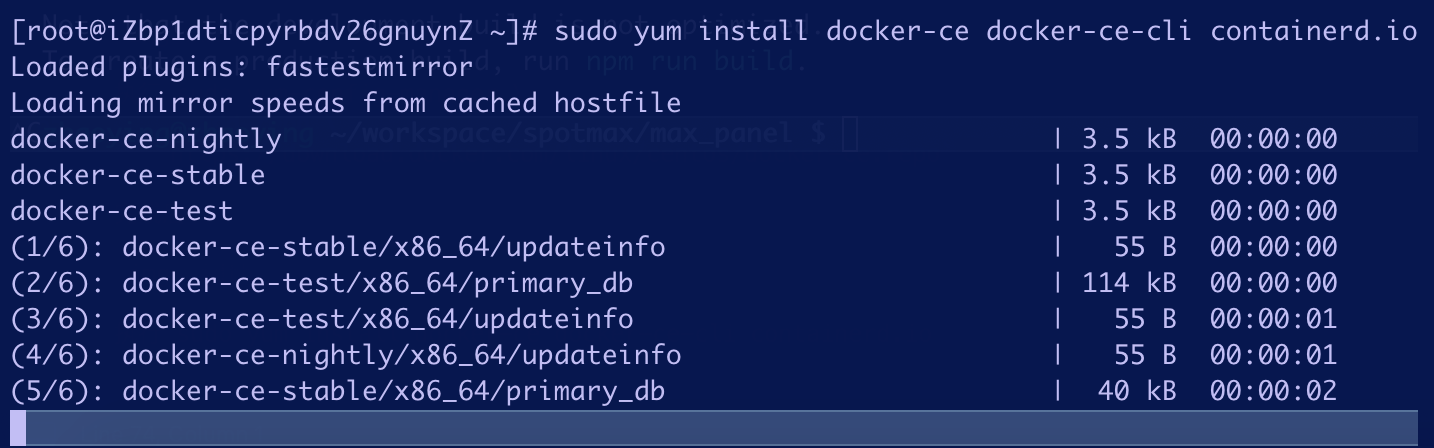 [root@iZbp1dticpyrbdv26gnuynZ ~]# sudo yum install docker-ce docker-ce-cli containerd.io
Loaded plugins: fastestmirror
Loading mirror speeds from cached hostfile
docker-ce-nightly | 3.5 kB 00:00:00
~/workspace/spotmax/max_panel $
docker-ce-stable | 3.5 kB 00:00:00
docker-ce-test | 3.5 kB 00:00:00
(1/6): docker-ce-stable/x86_64/updateinfo | 55 B 00:00:00
(2/6): docker-ce-test/x86_64/primary_db | 114 kB 00:00:00
(3/6): docker-ce-test/x86_64/updateinfo | 55 B 00:00:01
(4/6): docker-ce-nightly/x86_64/updateinfo | 55 B 00:00:01
(5/6): docker-ce-stable/x86_64/primary_db | 40 kB 00:00:02